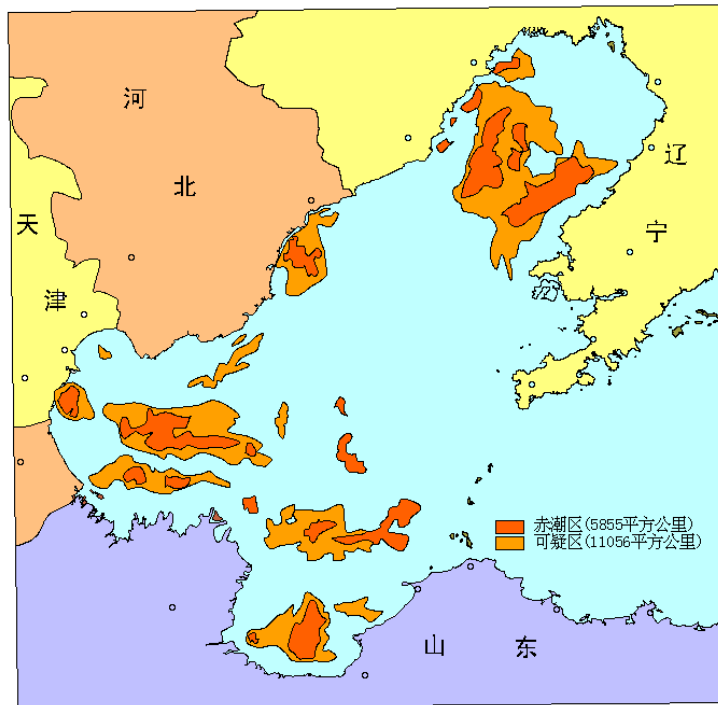 河
北
天
津
辽
宁
赤潮区(5855平方公里)
可疑区(11056平方公里)
山 东